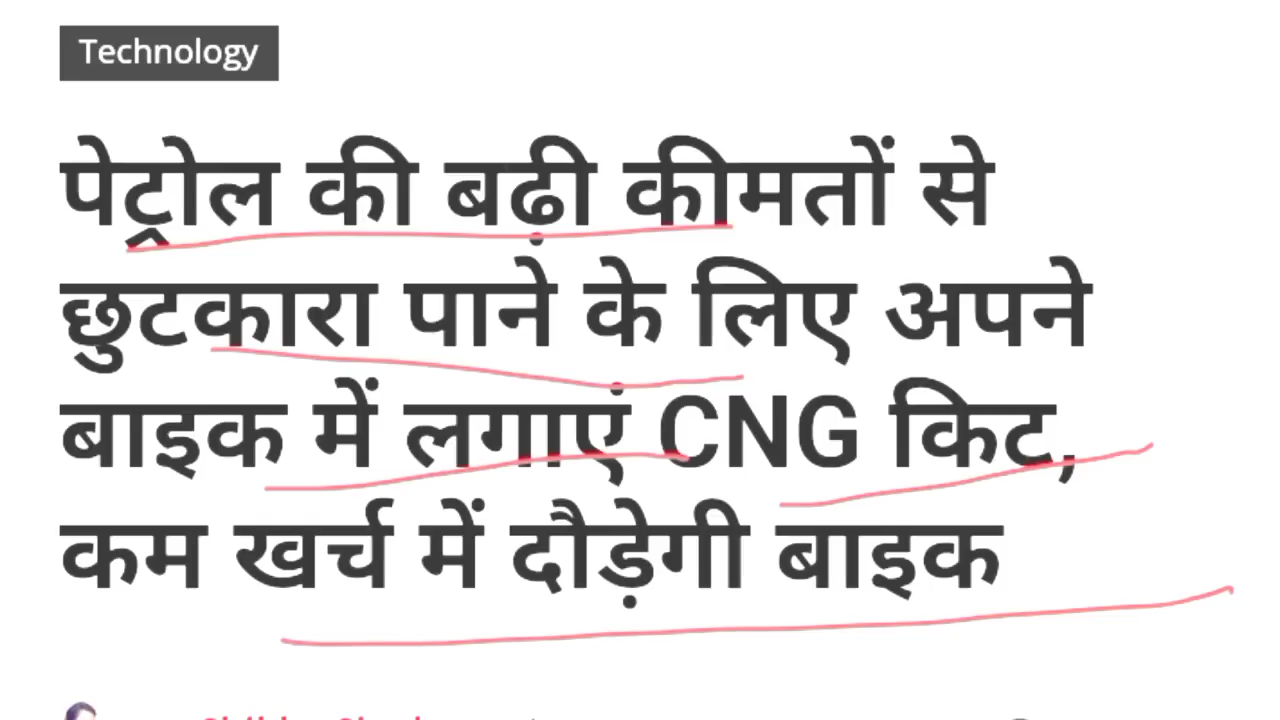 Technology
पेट्रोल की बढ़ी कीमतों से
छुटकारा पाने के लिए अपने
बाइक में लगाएं CNG किट,
कम खर्च में दौड़ेगी बाइक